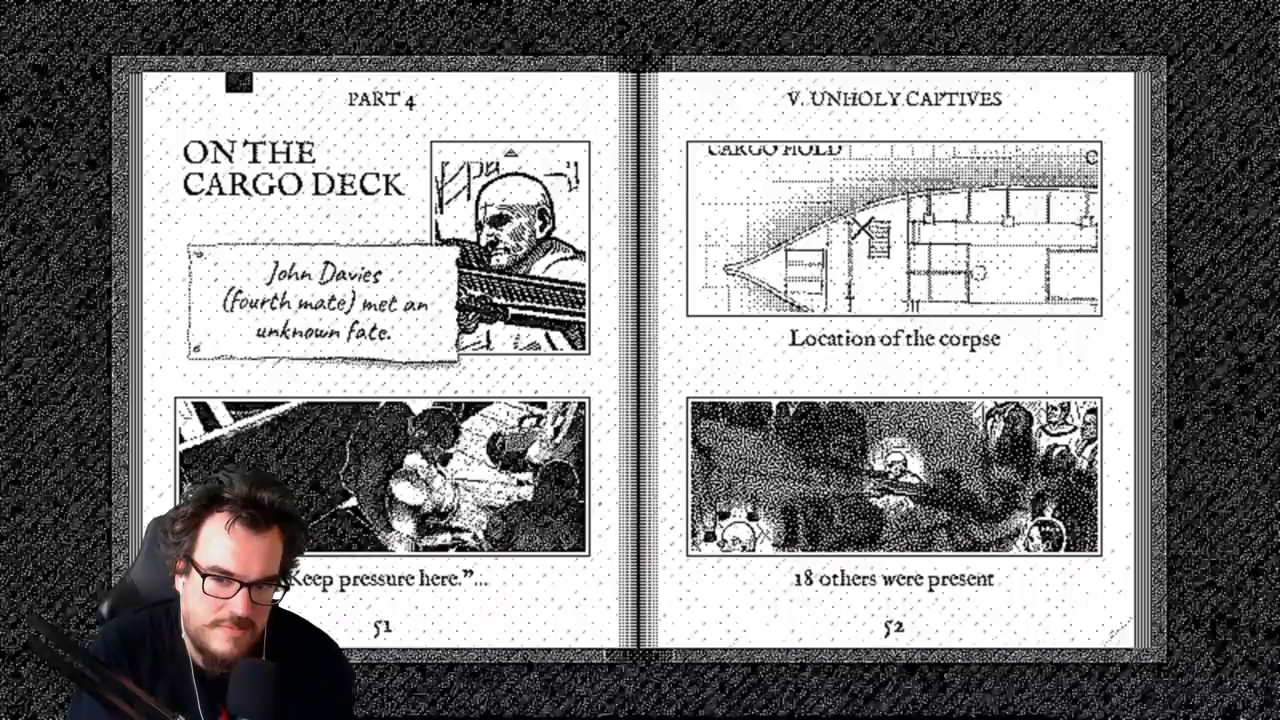 PART 4
ON THE
CARGO DECK
John Davies
(fourth mate) met an
unknown fate.
Keep pressure here."...
51
V. UNHOLY CAPTIVES
CARGO HOLD
Location of the corpse
18 others were present
52